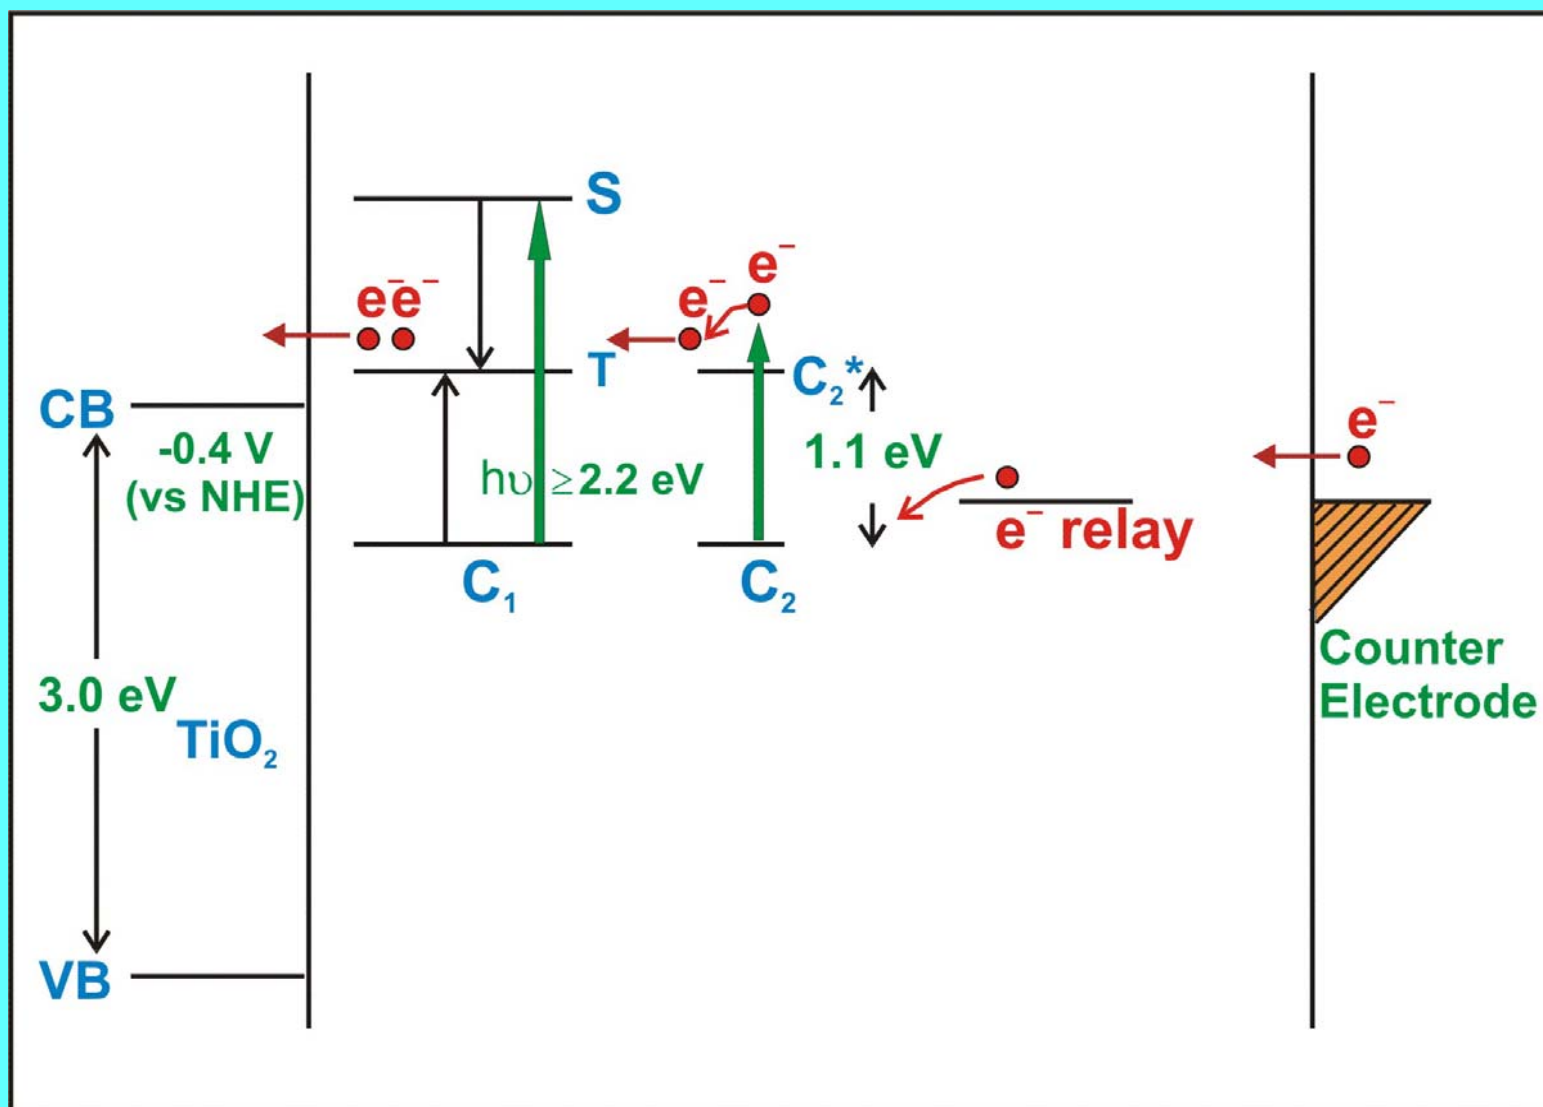 S
e⁻e⁻
e⁻
e⁻
T
C₂*
CB
-0.4 V
(vs NHE)
hυ ≥ 2.2 eV
1.1 eV
e⁻
e⁻ relay
C₁
C₂
Counter
Electrode
3.0 eV
TiO₂
VB